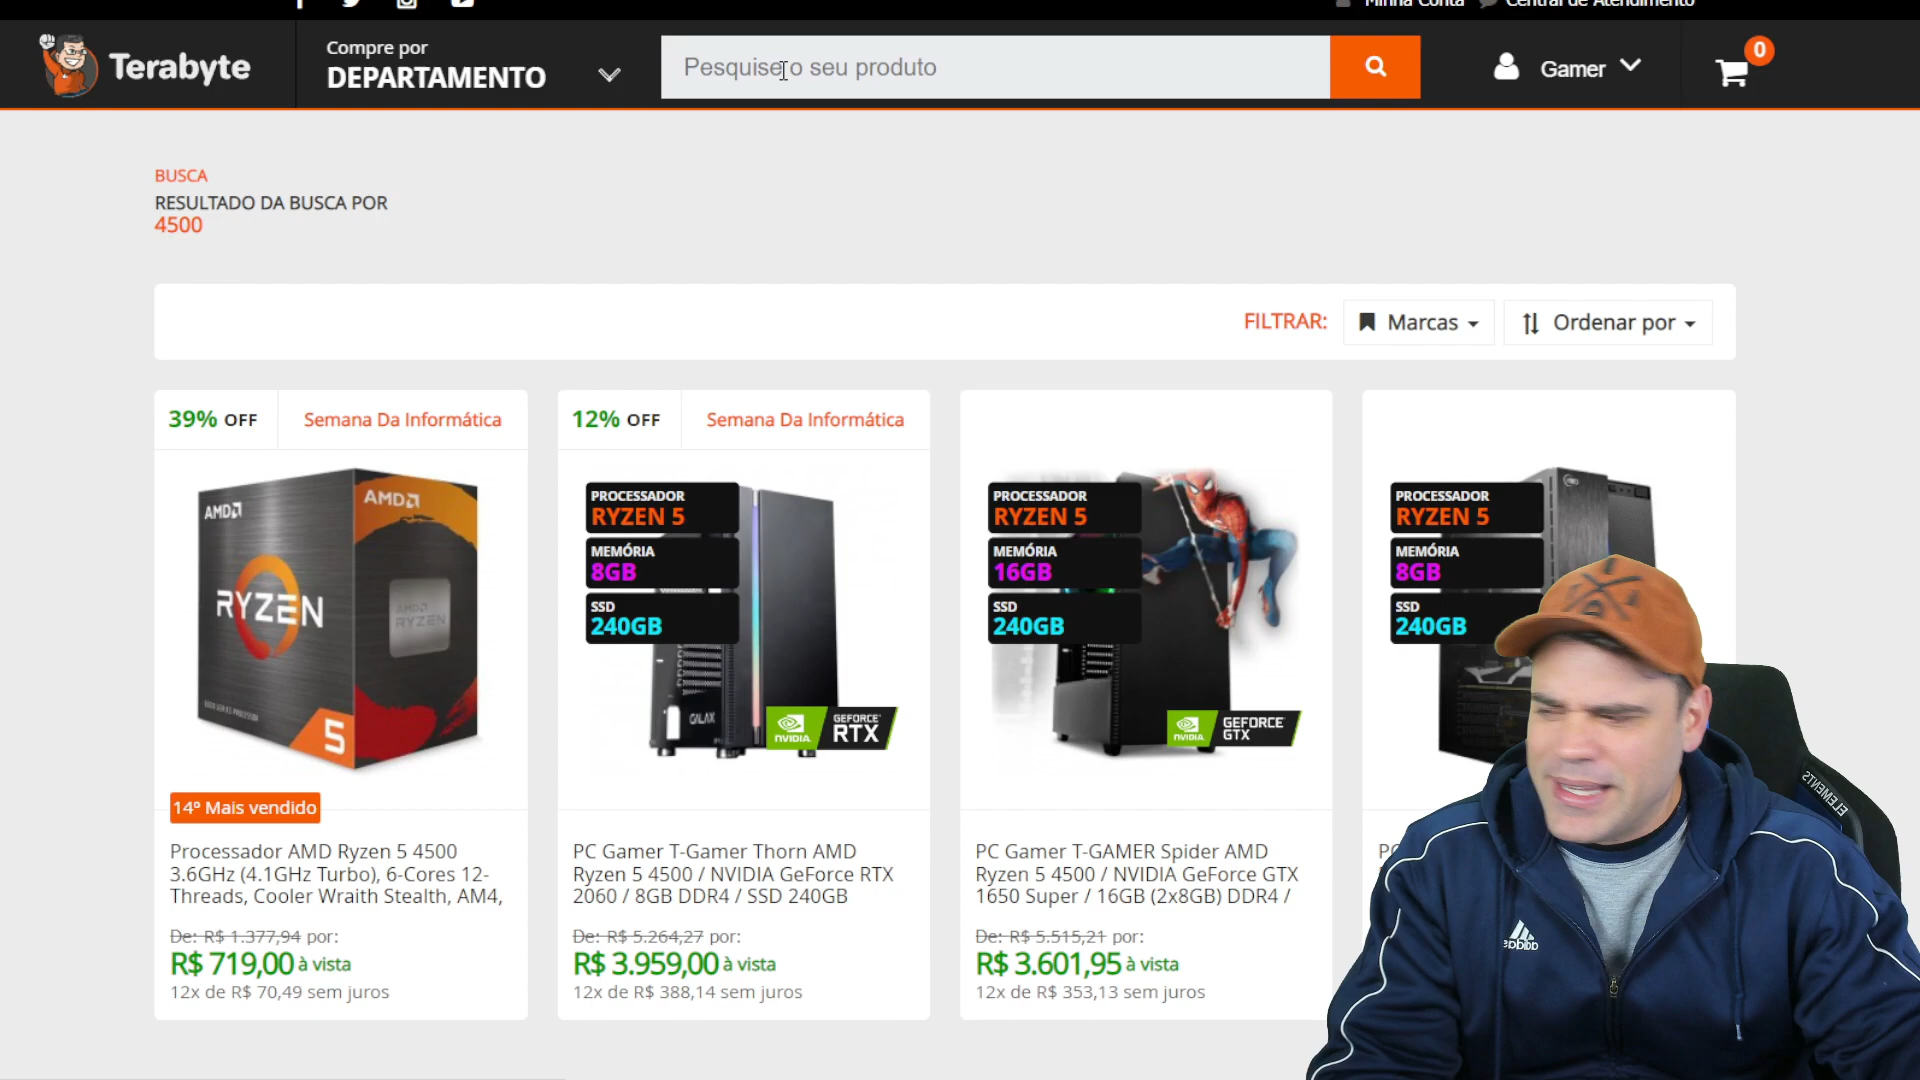 Minha Conta Central de Atendimento
Terabyte
Compre por
DEPARTAMENTO
Pesquise o seu produto
Gamer
0
BUSCA
RESULTADO DA BUSCA POR
4500
FILTRAR: Marcas Ordenar por
39% OFF Semana Da Informática
AMD
AMD
RYZEN
AMD
RYZEN
5
14º Mais vendido
Processador AMD Ryzen 5 4500
3.6GHz (4.1GHz Turbo), 6-Cores 12-
Threads, Cooler Wraith Stealth, AM4,
De: R$ 1.377,94 por:
R$ 719,00 à vista
12x de R$ 70,49 sem juros
12% OFF Semana Da Informática
PROCESSADOR
RYZEN 5
MEMÓRIA
8GB
SSD
240GB
GALAX
NVIDIA
GEFORCE
RTX
PC Gamer T-Gamer Thorn AMD
Ryzen 5 4500 / NVIDIA GeForce RTX
2060 / 8GB DDR4 / SSD 240GB
De: R$ 5.264,27 por:
R$ 3.959,00 à vista
12x de R$ 388,14 sem juros
PROCESSADOR
RYZEN 5
MEMÓRIA
16GB
SSD
240GB
NVIDIA
GEFORCE
GTX
PC Gamer T-GAMER Spider AMD
Ryzen 5 4500 / NVIDIA GeForce GTX
1650 Super / 16GB (2x8GB) DDR4 /
De: R$ 5.515,21 por:
R$ 3.601,95 à vista
12x de R$ 353,13 sem juros
PROCESSADOR
RYZEN 5
MEMÓRIA
8GB
SSD
240GB
ELEMENTS
adidas